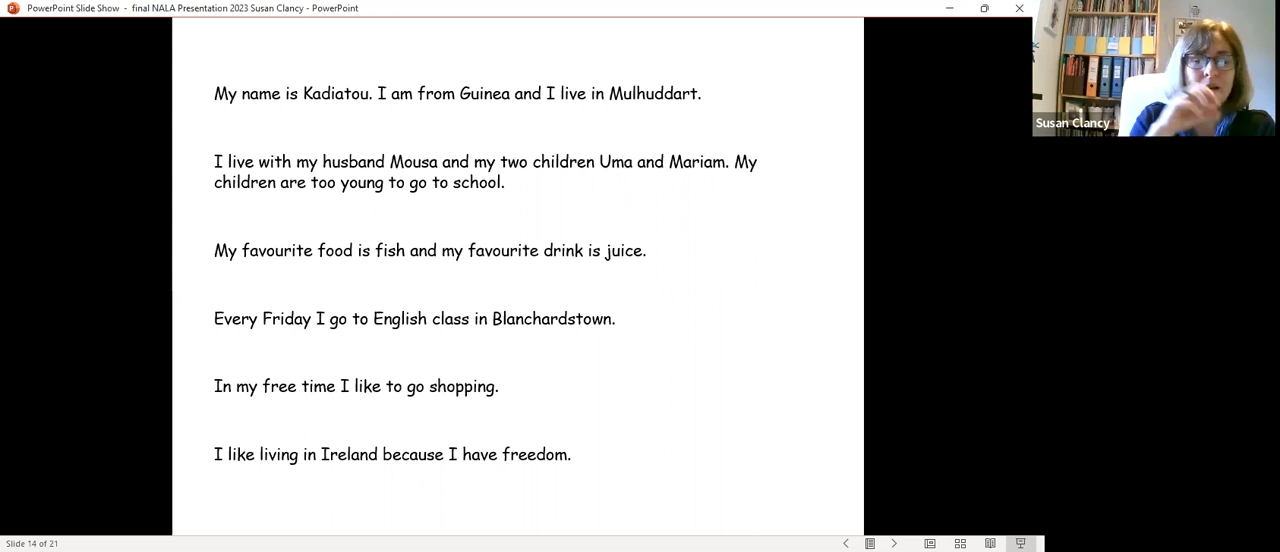 PowerPoint Slide Show - final NALA Presentation 2023 Susan Clancy - PowerPoint
My name is Kadiatou. I am from Guinea and I live in Mulhuddart.
I live with my husband Mousa and my two children Uma and Mariam. My
children are too young to go to school.
My favourite food is fish and my favourite drink is juice.
Every Friday I go to English class in Blanchardstown.
In my free time I like to go shopping.
I like living in Ireland because I have freedom.
Susan Clancy
Slide 14 of 21